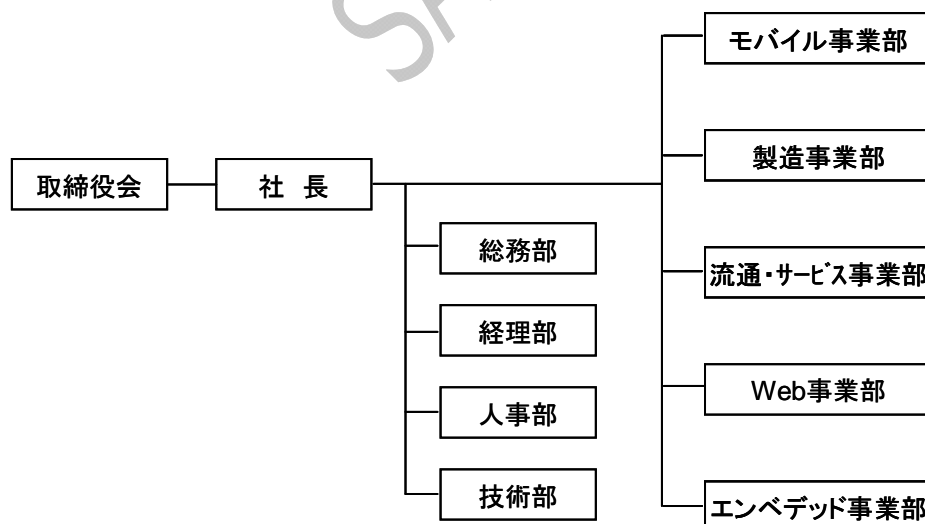 モバイル事業部
製造事業部
取締役会
社 長
総務部
流通・サービス事業部
経理部
Web事業部
人事部
技術部
エンベデッド事業部